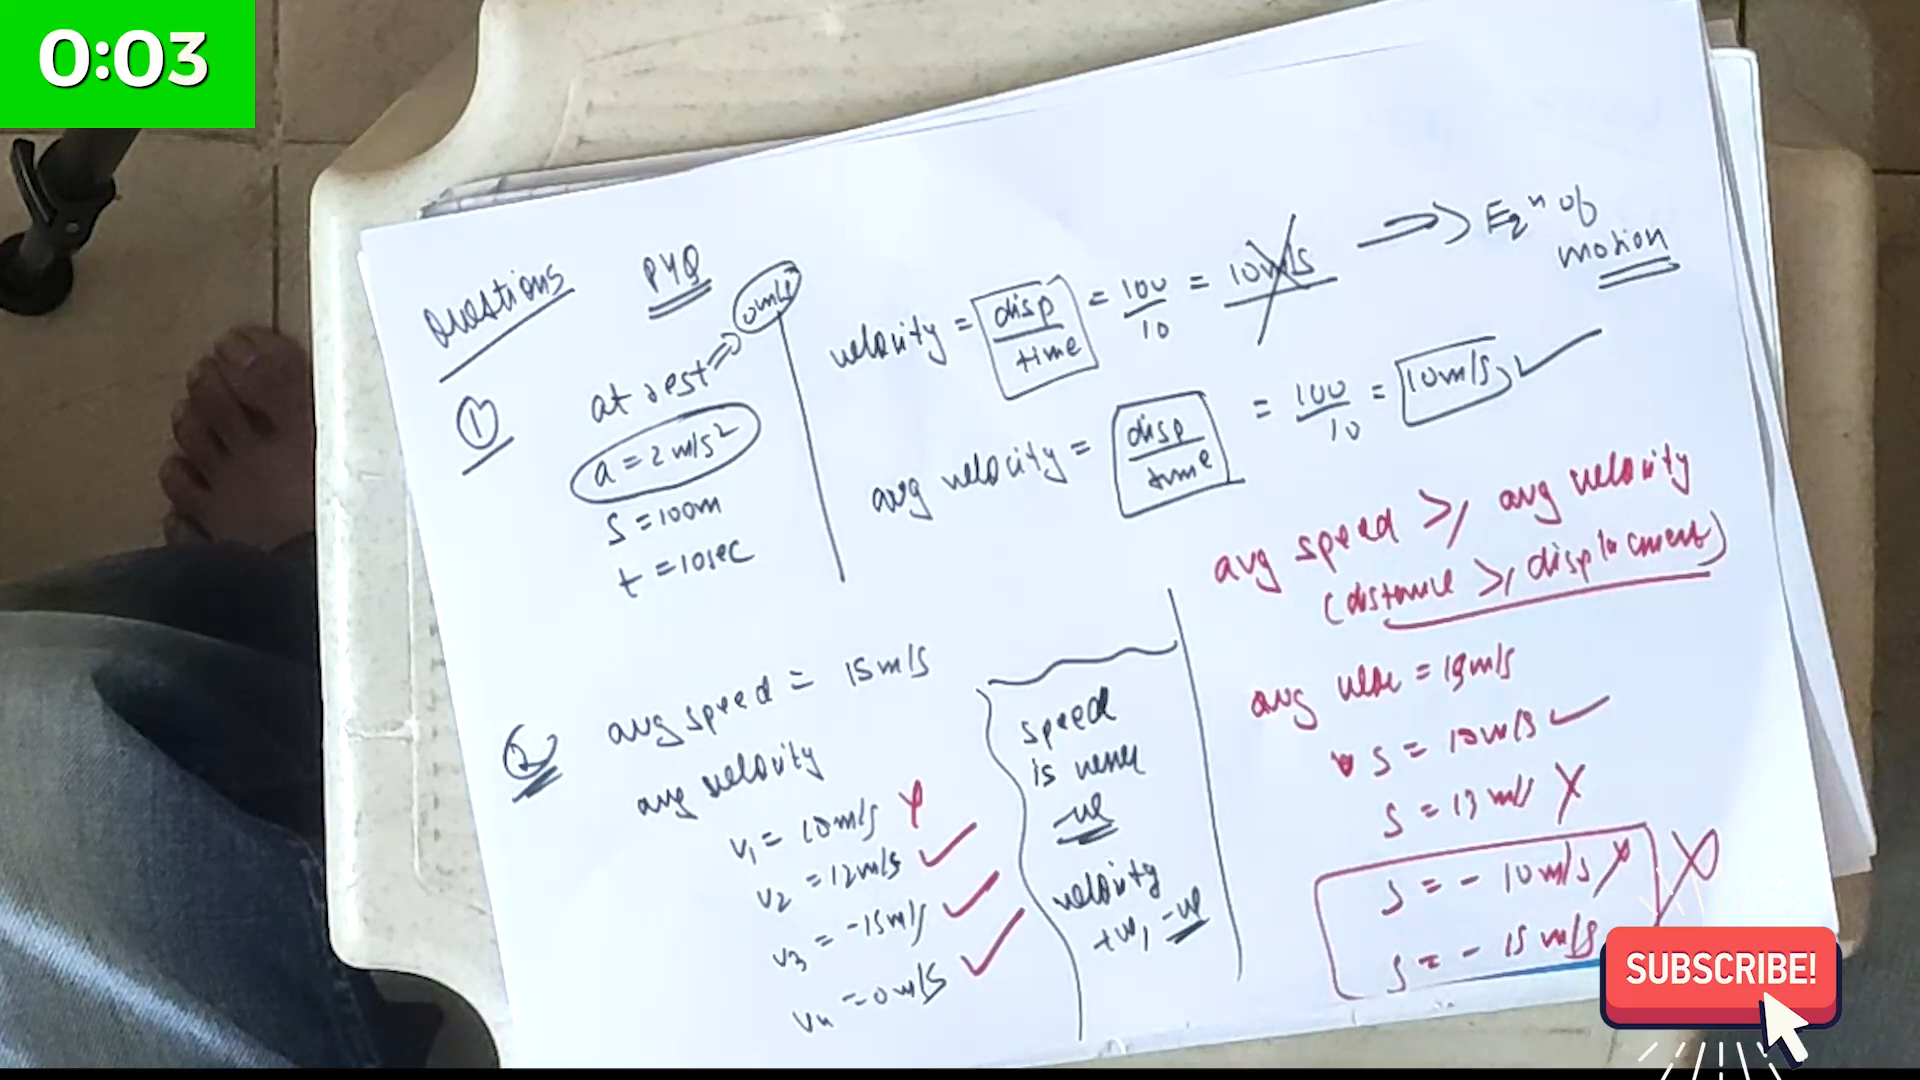 0:03
Questions PYQ
① at rest ⇒ 0m/s
a = 2 m/s²
S = 100m
t = 10sec
velocity = disp/time = 100/10 = 10m/s ⇒ Eqⁿ of motion
avg velocity = disp/time = 100/10 = 10m/s ✓
② avg speed = 15m/s
avg velocity
v₁ = 10m/s
v₂ = 12m/s ✓
v₃ = -15m/s ✓
= 0m/s ✓
speed
is never
-ve
velocity
+ve, -ve
avg speed ⩾ avg velocity
(distance ⩾ displacement)
avg = m/s
S = 10m/s ✓
S = 13 m/s X
S = - 10m/s X
S = - 15 m/s
SUBSCRIBE!